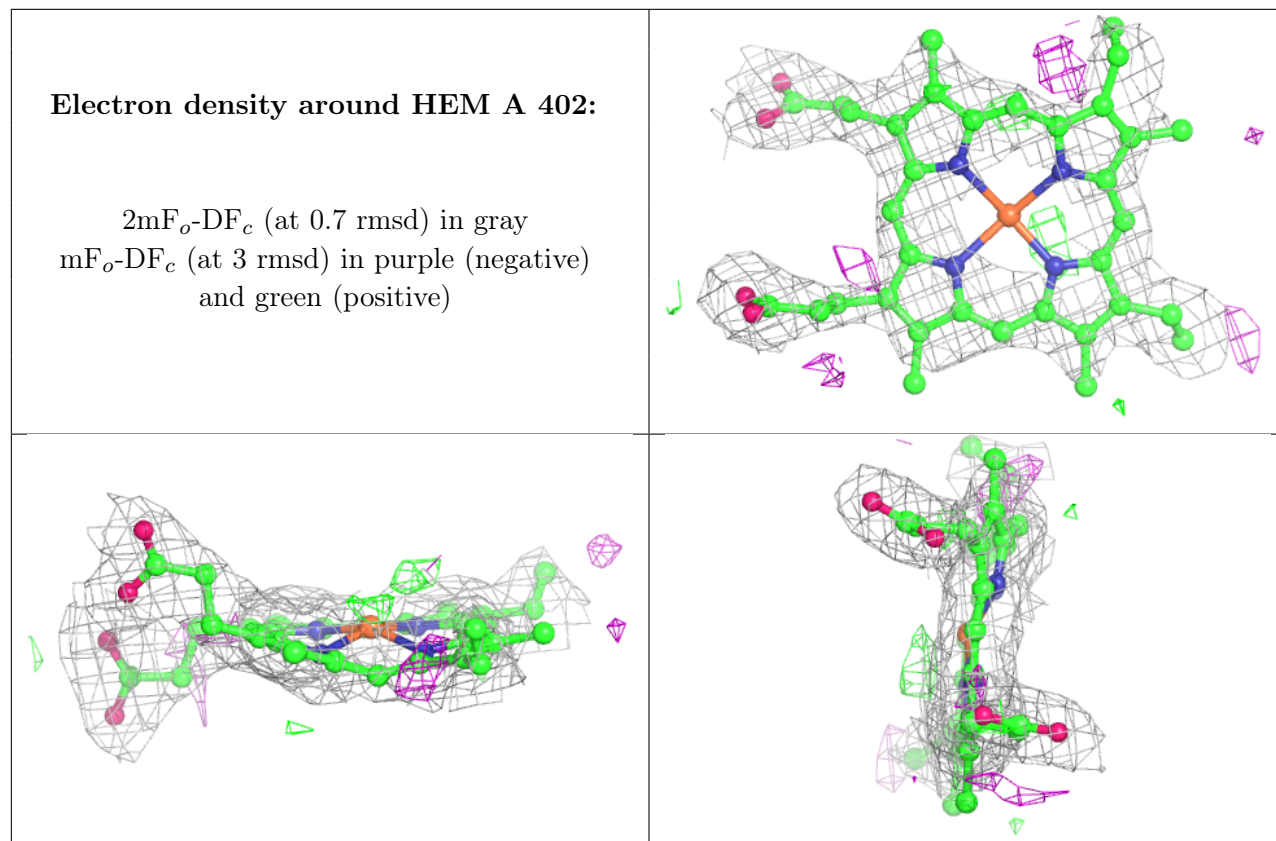 Electron density around HEM A 402:
2mFₒ-DF𝒸 (at 0.7 rmsd) in gray
mFₒ-DF𝒸 (at 3 rmsd) in purple (negative)
and green (positive)